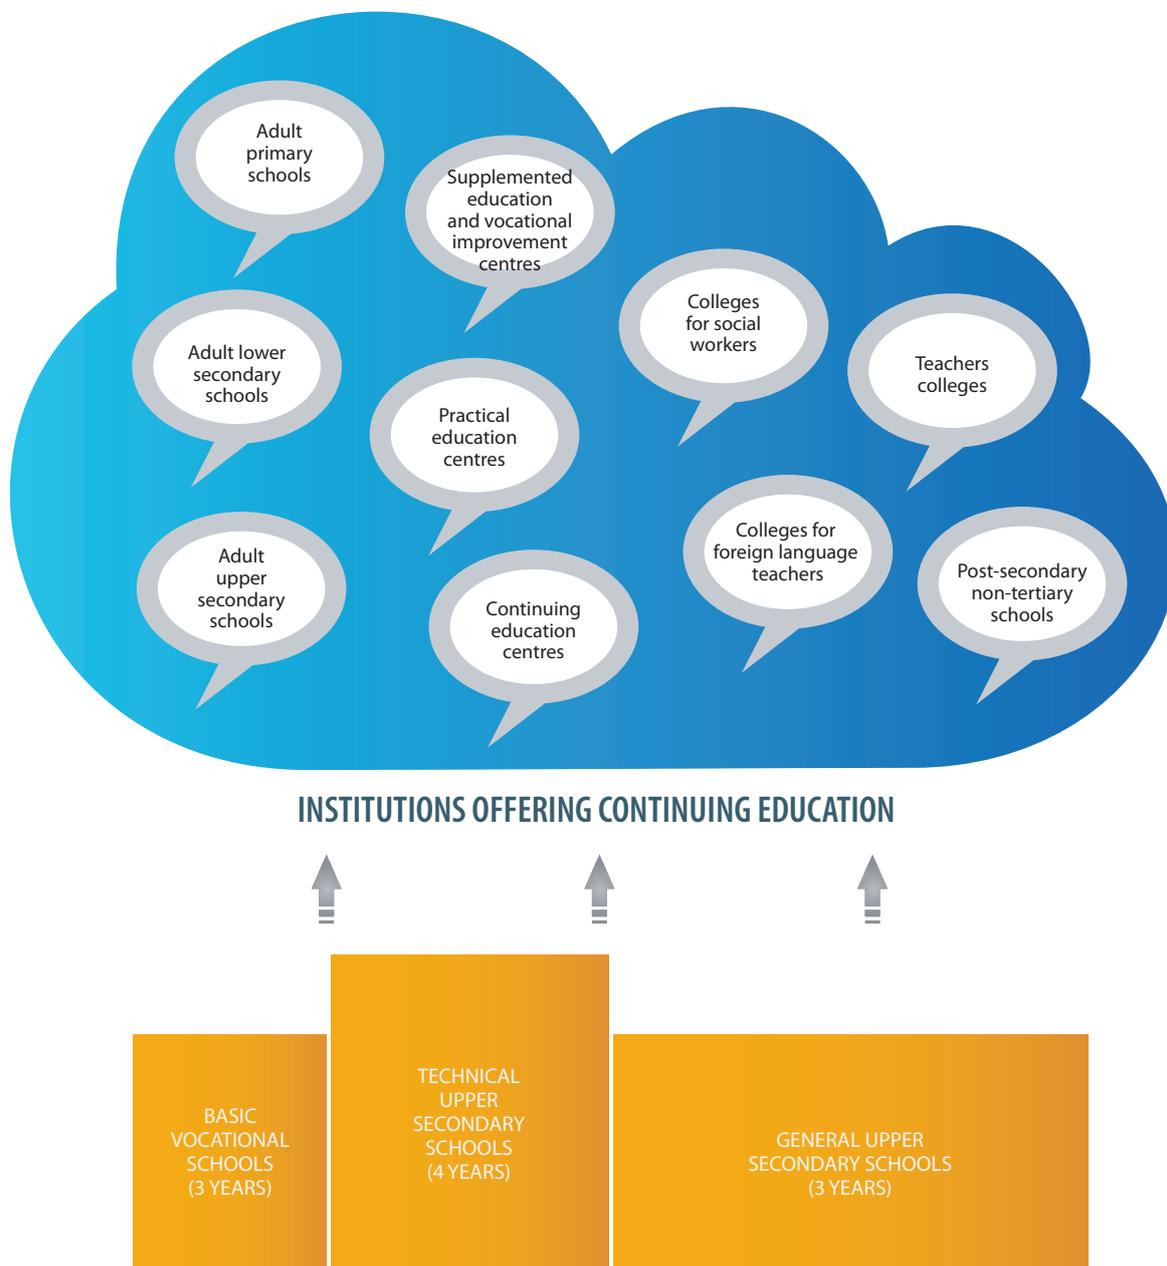 Adult
primary
schools
Supplemented
education
and vocational
improvement
centres
Colleges
for social
workers
Teachers
colleges
Adult lower
secondary
schools
Practical
education
centres
Colleges for
foreign language
teachers
Post-secondary
non-tertiary
schools
Adult
upper
secondary
schools
Continuing
education
centres
INSTITUTIONS OFFERING CONTINUING EDUCATION
BASIC
VOCATIONAL
SCHOOLS
(3 YEARS)
TECHNICAL
UPPER
SECONDARY
SCHOOLS
(4 YEARS)
GENERAL UPPER
SECONDARY SCHOOLS
(3 YEARS)